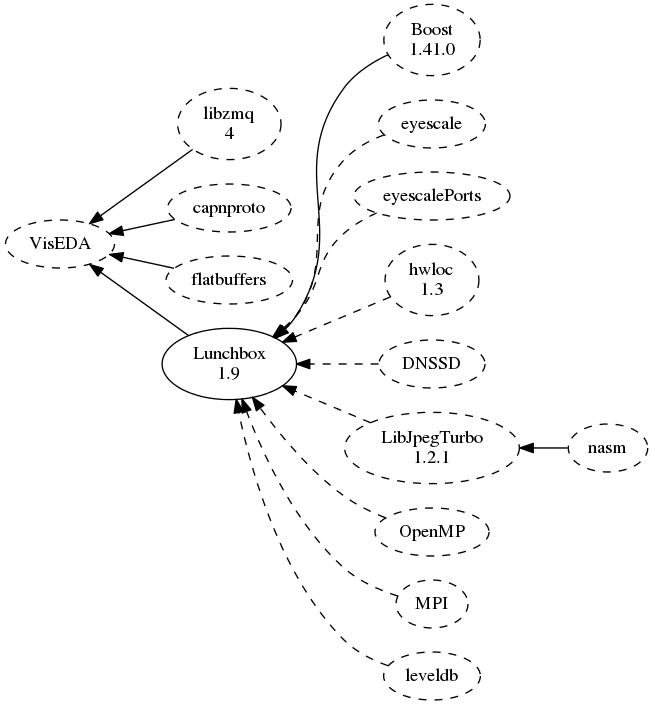 Boost
1.41.0
libzmq
4
eyescale
eyescalePorts
capnproto
VisEDA
hwloc
1.3
flatbuffers
Lunchbox
1.9
DNSSD
LibJpegTurbo
1.2.1
nasm
OpenMP
MPI
leveldb